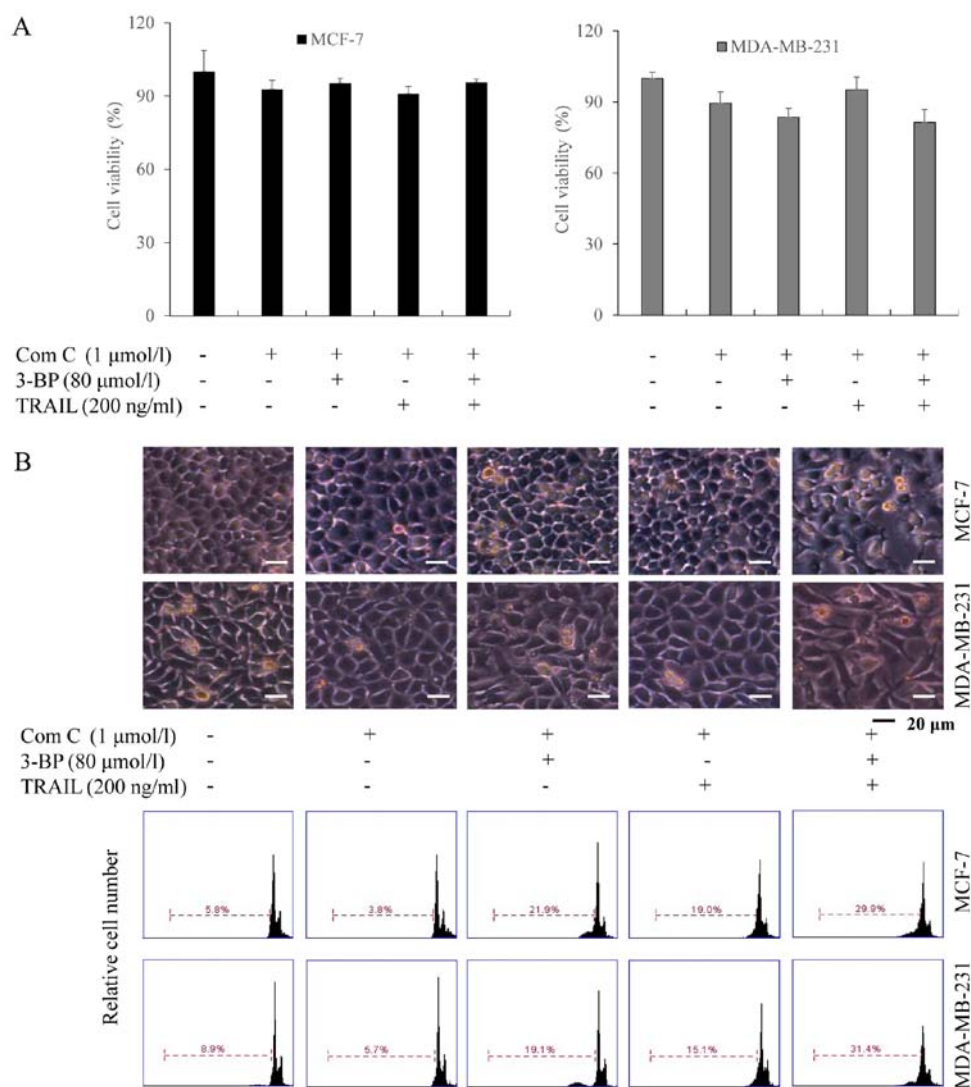 A
120
90
60
30
0
Cell viability (%)
MCF-7
120
90
60
30
0
Cell viability (%)
MDA-MB-231
Com C (1 μmol/l) - + + + + - + + + +
3-BP (80 μmol/l) - - + - + - - + - +
TRAIL (200 ng/ml) - - - + + - - - + +
B
MCF-7
MDA-MB-231
20 μm
Com C (1 μmol/l) - + + + +
3-BP (80 μmol/l) - - + - +
TRAIL (200 ng/ml) - - - + +
Relative cell number
5.8% 3.8% 21.9% 19.0% 29.9%
MCF-7
8.9% 5.7% 19.1% 15.1% 31.4%
MDA-MB-231